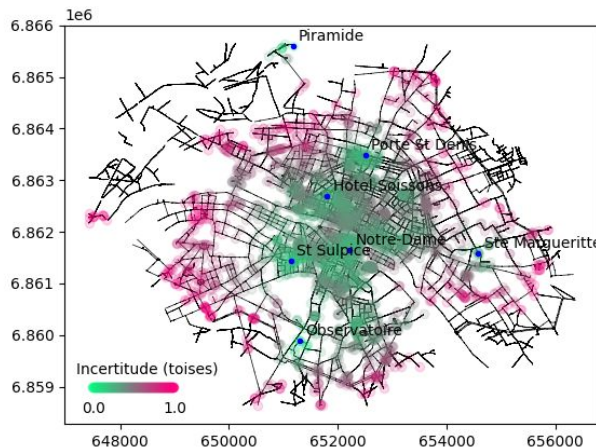 1e6
6.866
Piramide
6.865
6.864
Porte St Denis
6.863
Hotel Soissons
6.862
Notre-Dame
Ste Margueritte
St Sulpice
6.861
Observatoire
6.860
Incertitude (toises)
6.859
0.0 1.0
648000 650000 652000 654000 656000